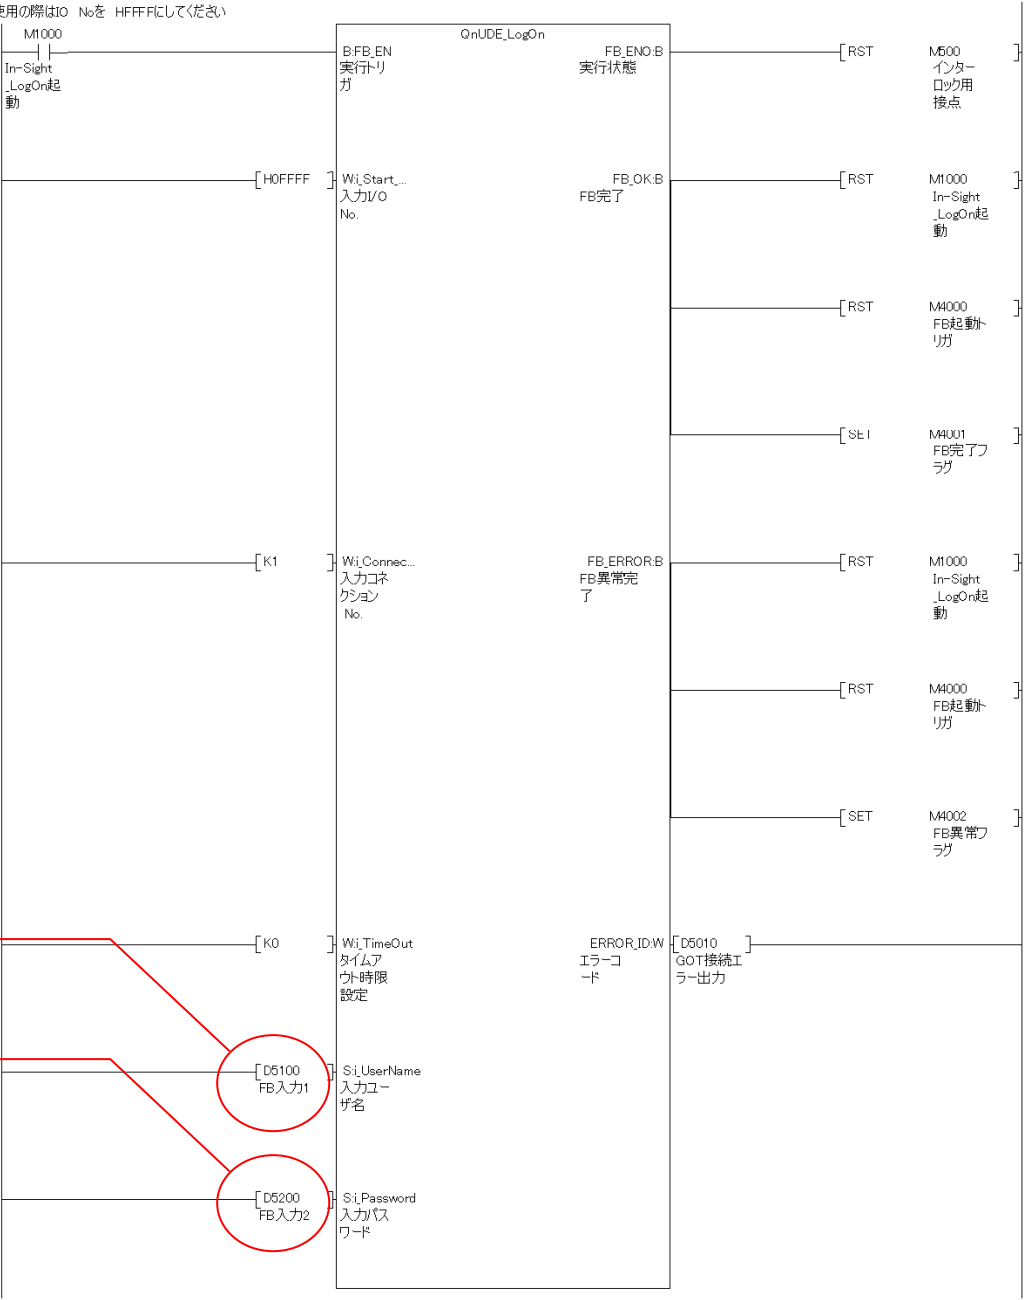 使用の際はIO Noを HFFFFにしてください
M1000
In-Sight
_LogOn起
動
QnUDE_LogOn
B:FB_EN
実行トリ
ガ
FB_ENO:B
実行状態
RST M500
インター
ロック用
接点
H0FFFF
W:i_Start_...
入力I/O
No.
FB_OK:B
FB完了
RST M1000
In-Sight
_LogOn起
動
RST M4000
FB起動ト
リガ
SET M4001
FB完了フ
ラグ
K1
W:i_Connec...
入力コネ
クション
No.
FB_ERROR:B
FB異常完
了
RST M1000
In-Sight
_LogOn起
動
RST M4000
FB起動ト
リガ
SET M4002
FB異常フ
ラグ
K0
W:i_TimeOut
タイムア
ウト時限
設定
ERROR_ID:W
エラーコ
ード
D5010
GOT接続エ
ラー出力
D5100
FB入力1
S:i_UserName
入力ユー
ザ名
D5200
FB入力2
S:i_Password
入力パス
ワード